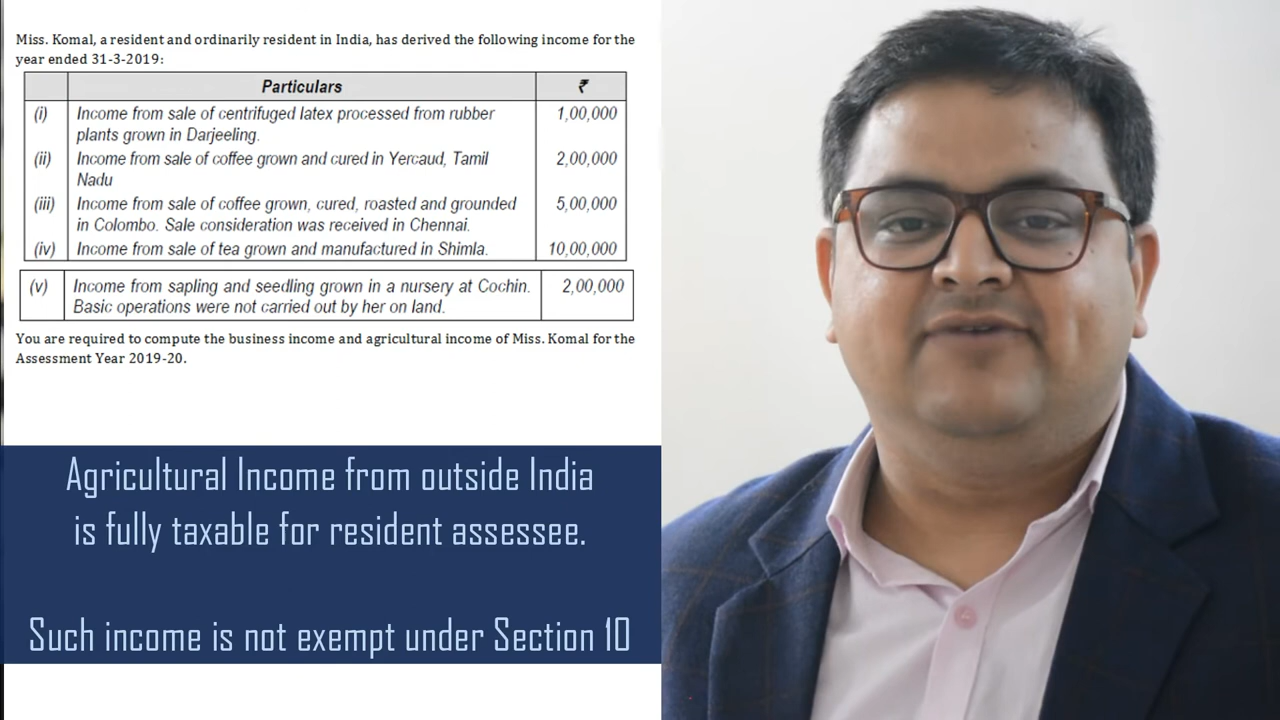 Miss. Komal, a resident and ordinarily resident in India, has derived the following income for the
year ended 31-3-2019:
Particulars ₹
(i) Income from sale of centrifuged latex processed from rubber 1,00,000
plants grown in Darjeeling.
(ii) Income from sale of coffee grown and cured in Yercaud, Tamil 2,00,000
Nadu
(iii) Income from sale of coffee grown, cured, roasted and grounded 5,00,000
in Colombo. Sale consideration was received in Chennai.
(iv) Income from sale of tea grown and manufactured in Shimla. 10,00,000
(v) Income from sapling and seedling grown in a nursery at Cochin. 2,00,000
Basic operations were not carried out by her on land.
You are required to compute the business income and agricultural income of Miss. Komal for the
Assessment Year 2019-20.
Agricultural Income from outside India
is fully taxable for resident assessee.
Such income is not exempt under Section 10